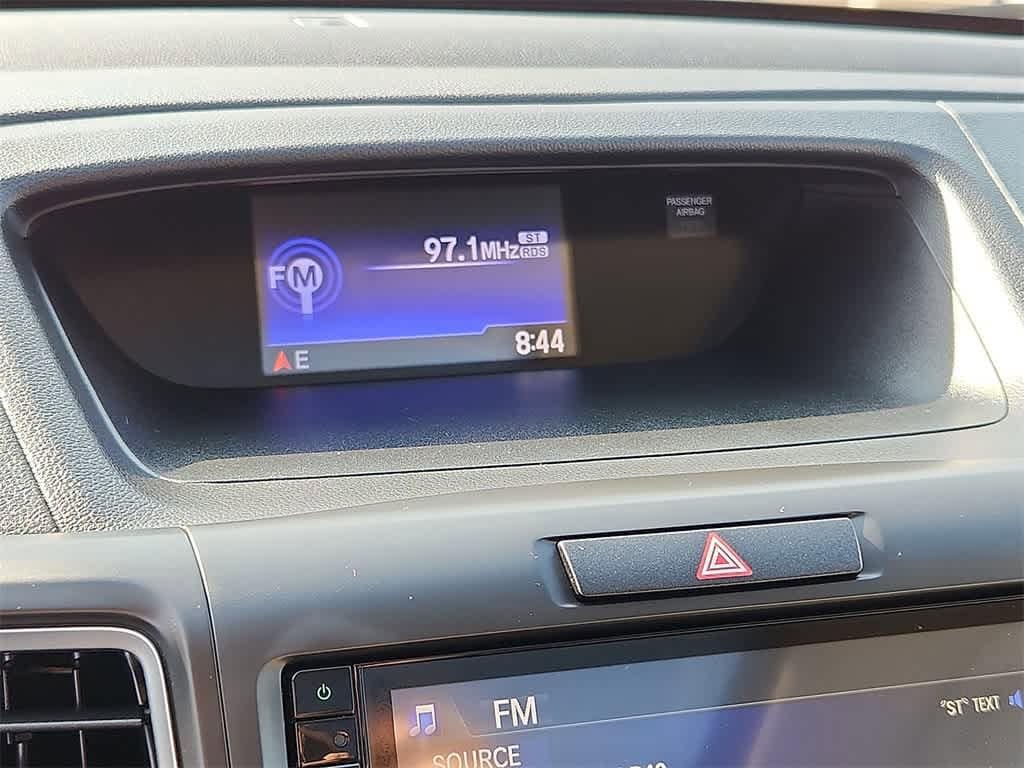 PASSENGER
AIRBAG
97.1MHz ST
RDS
FM
E
8:44
FM
"ST" TEXT
SOURCE